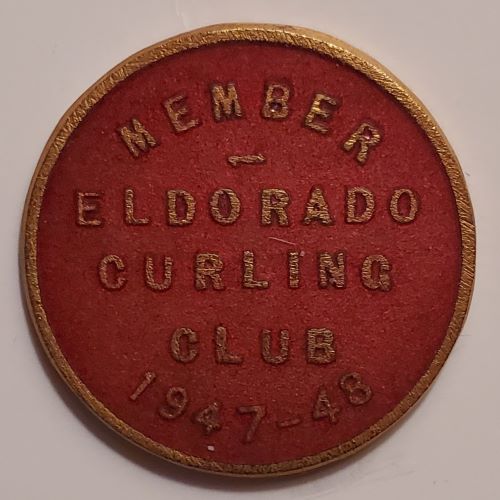 MEMBER
–
ELDORADO
CURLING
CLUB
1947-48